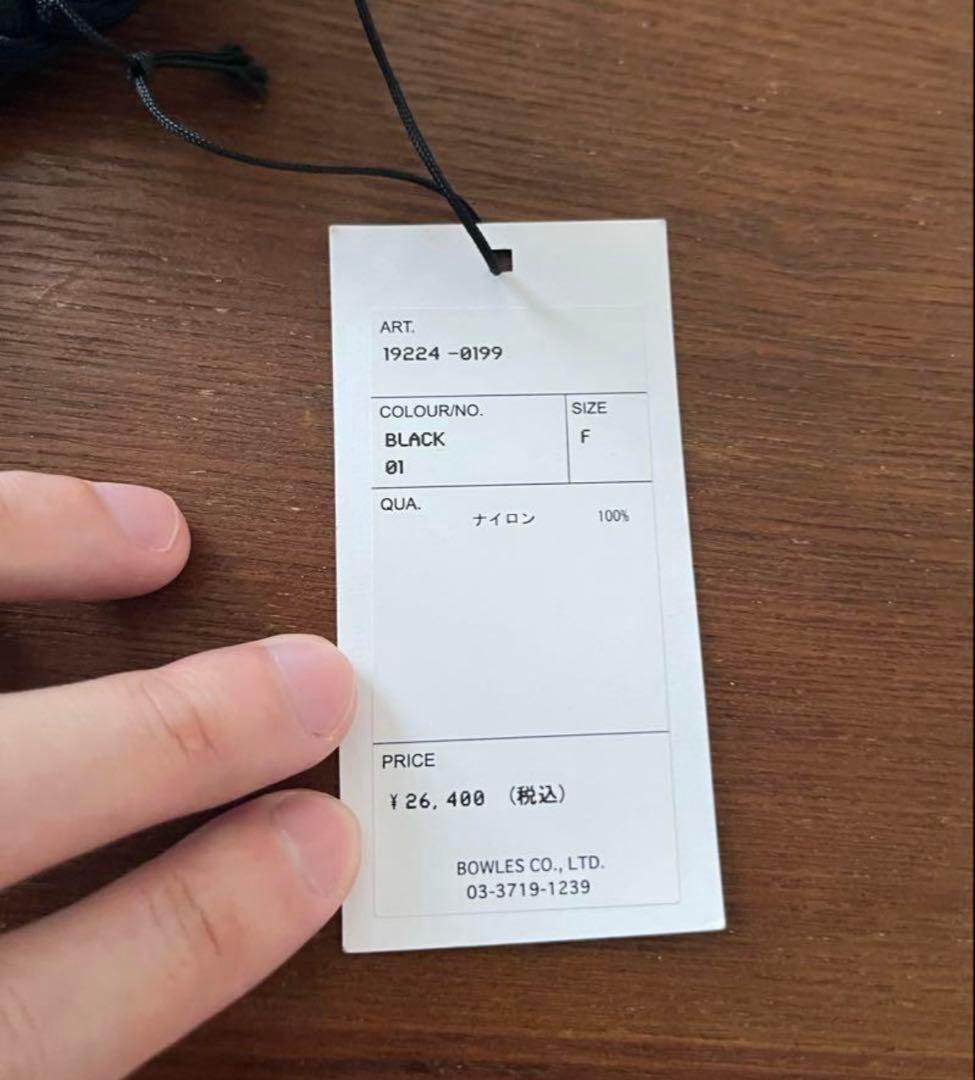 ART.
19224 -0199
COLOUR/NO. SIZE
BLACK F
01
QUA.
ナイロン 100%
PRICE
¥26,400 (税込)
BOWLES CO., LTD.
03-3719-1239